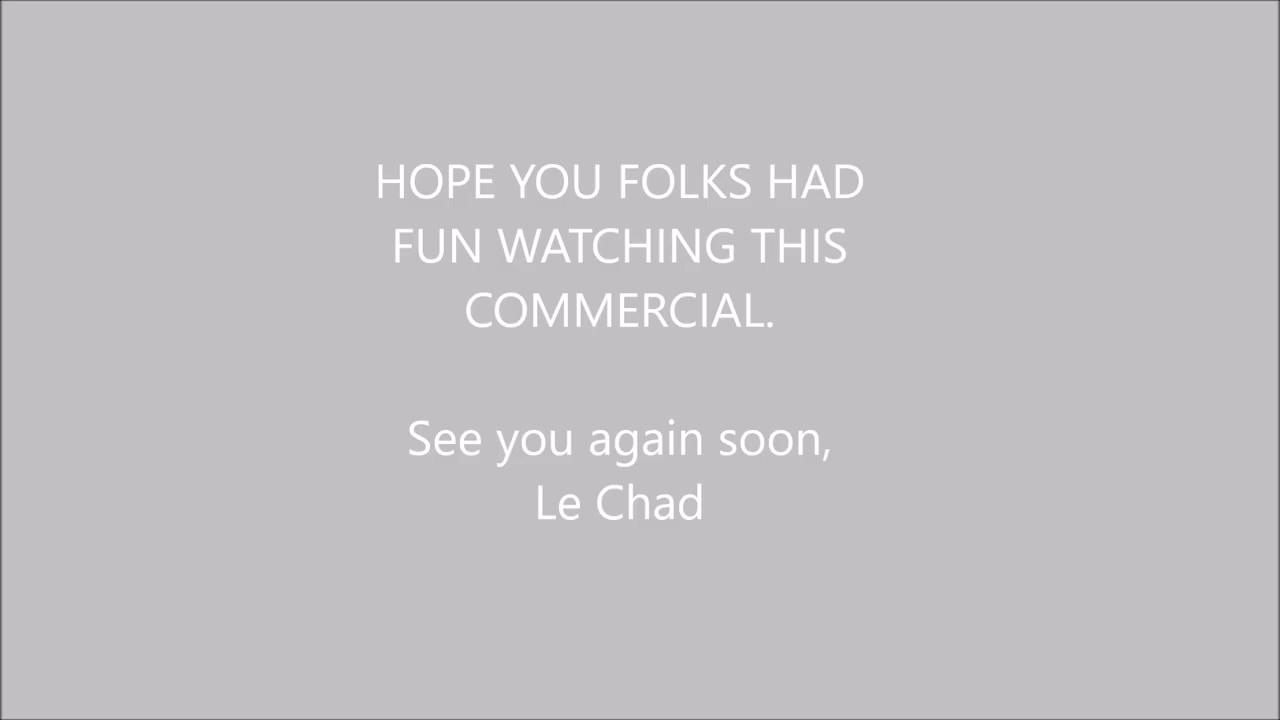 HOPE YOU FOLKS HAD
FUN WATCHING THIS
COMMERCIAL.
See you again soon,
Le Chad